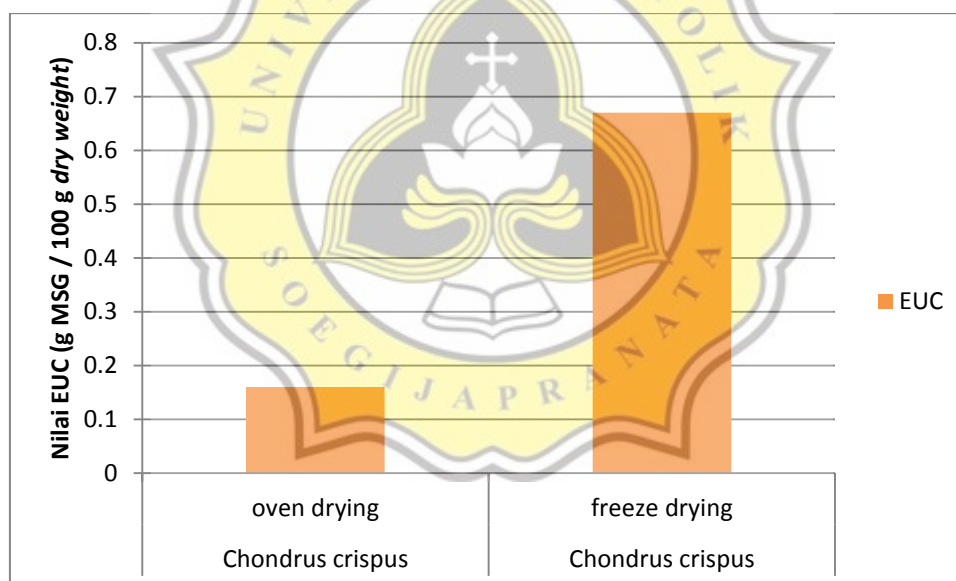 Nilai EUC (g MSG / 100 g dry weight)
0.8
0.7
0.6
0.5
0.4
0.3
0.2
0.1
0
oven drying
freeze drying
Chondrus crispus
Chondrus crispus
EUC
SOEGIJAPRANATA